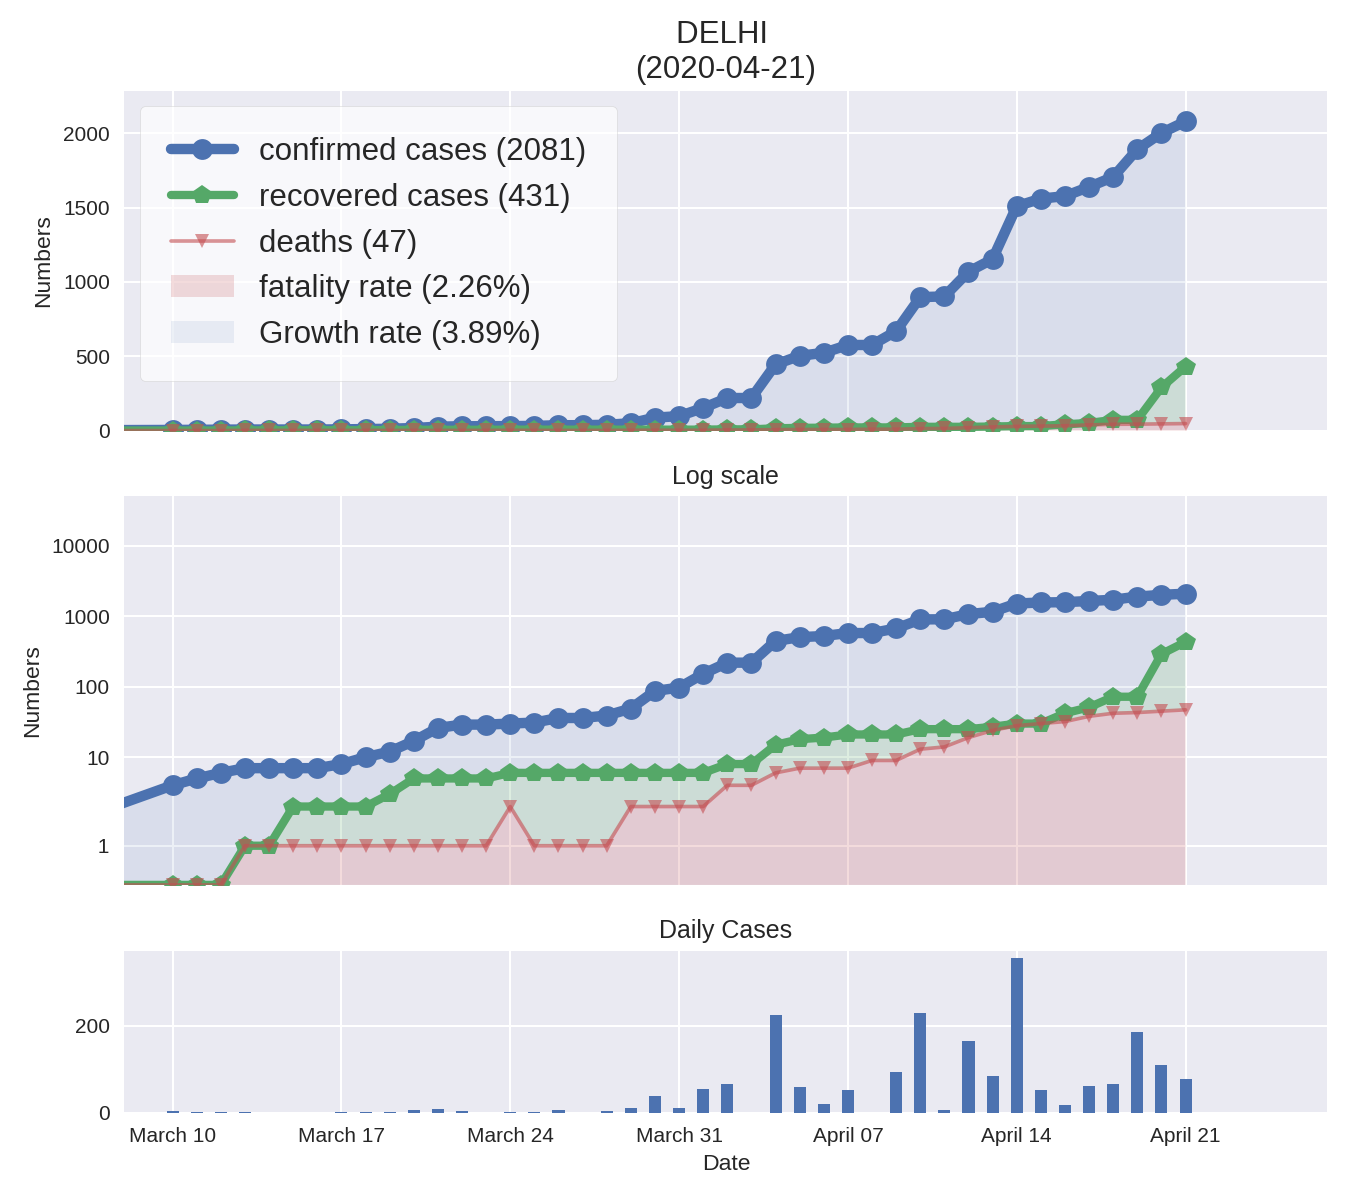 DELHI
(2020-04-21)
Numbers
2000
1500
1000
500
0
confirmed cases (2081)
recovered cases (431)
deaths (47)
fatality rate (2.26%)
Growth rate (3.89%)
Log scale
Numbers
10000
1000
100
10
1
Daily Cases
200
0
March 10 March 17 March 24 March 31 April 07 April 14 April 21
Date